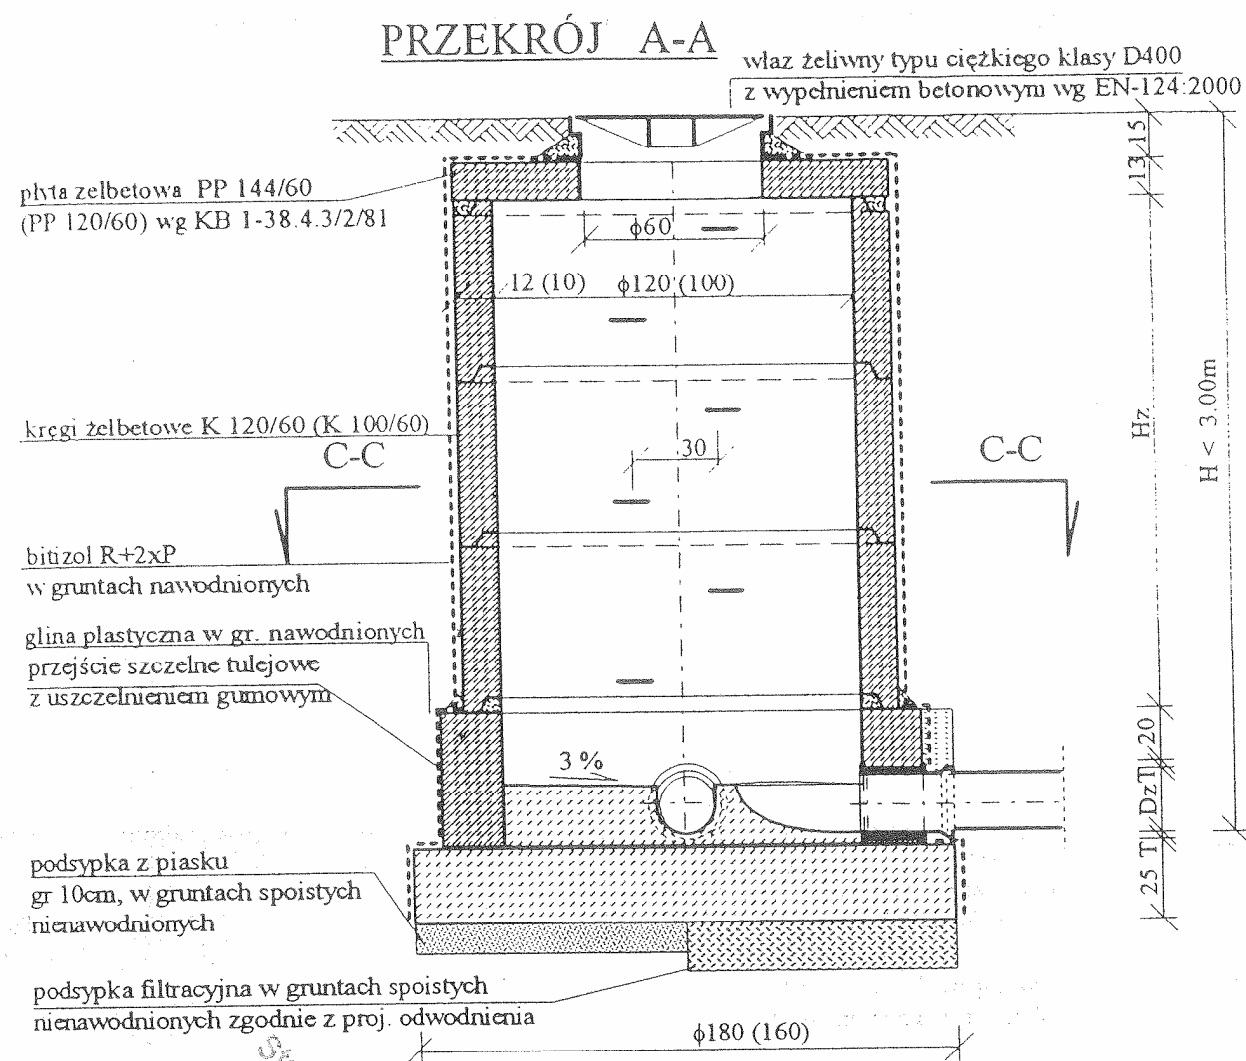 PRZEKRÓJ A-A
właz żeliwny typu ciężkiego klasy D400
z wypełnieniem betonowym wg EN-124:2000
płyta zelbetowa PP 144/60
(PP 120/60) wg KB 1-38.4.3/2/81
15
13
ϕ60
12 (10) ϕ120 (100)
kręgi żelbetowe K 120/60 (K 100/60)
Hz
H < 3.00m
C-C
30
C-C
bitizol R+2xP
w gruntach nawodnionych
glina plastyczna w gr. nawodnionych
przejście szczelne tulejowe
z uszczelnieniem gumowym
20
3 %
T
Dz
T
25
podsypka z piasku
gr 10cm, w gruntach spoistych
nienawodnionych
podsypka filtracyjna w gruntach spoistych
nienawodnionych zgodnie z proj. odwodnienia
ϕ180 (160)